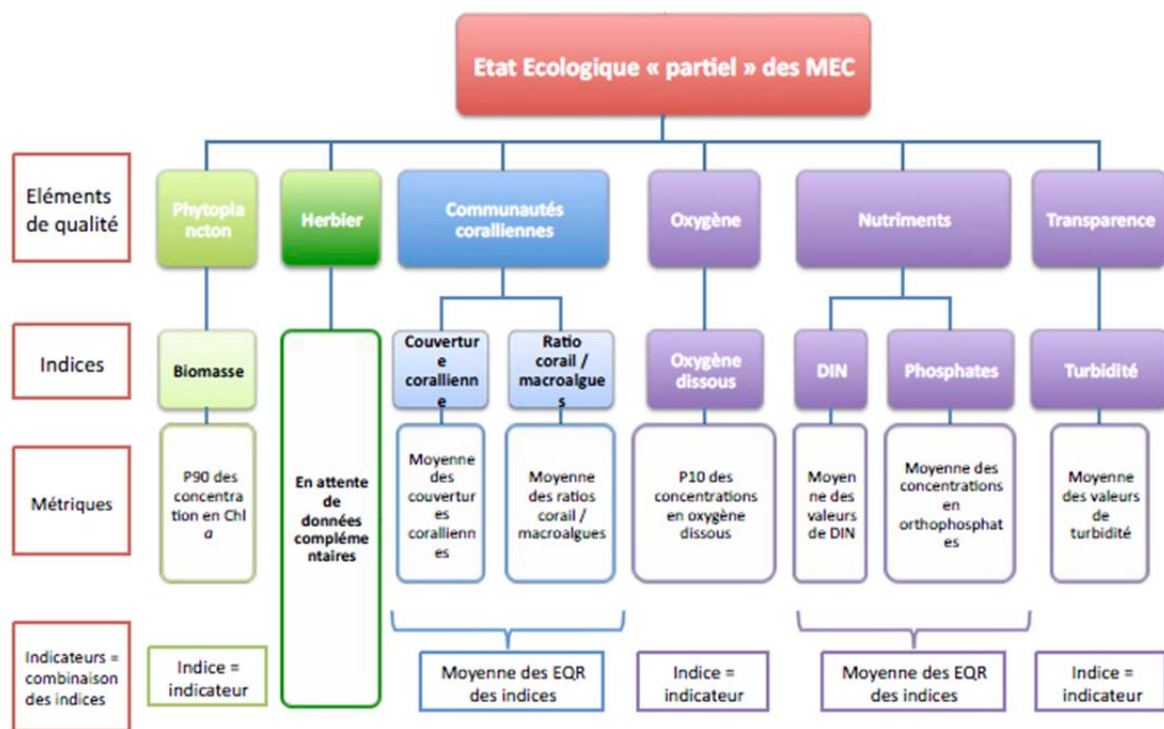 Etat Ecologique « partiel » des MEC
Eléments
de qualité
Phytopla
ncton
Herbier
Communautés
coralliennes
Oxygène
Nutriments
Transparence
Indices
Biomasse
Couvertur
e
corallienn
e
Ratio
corail /
macroalgu
es
Oxygène
dissous
DIN
Phosphates
Turbidité
Métriques
P90 des
concentra
tion en Chl
a
En attente
de
données
complémé
ntaires
Moyenne
des
couvertur
es
corallienn
es
Moyenne
des ratios
corail /
macroalgues
P10 des
concentrations
en oxygène
dissous
Moyen
ne des
valeurs
de DIN
Moyenne des
concentrations
en
orthophosphat
es
Moyenne
des valeurs
de
turbidité
Indicateurs =
combinaison
des indices
Indice =
indicateur
Moyenne des EQR
des indices
Indice =
indicateur
Moyenne des EQR
des indices
Indice =
indicateur